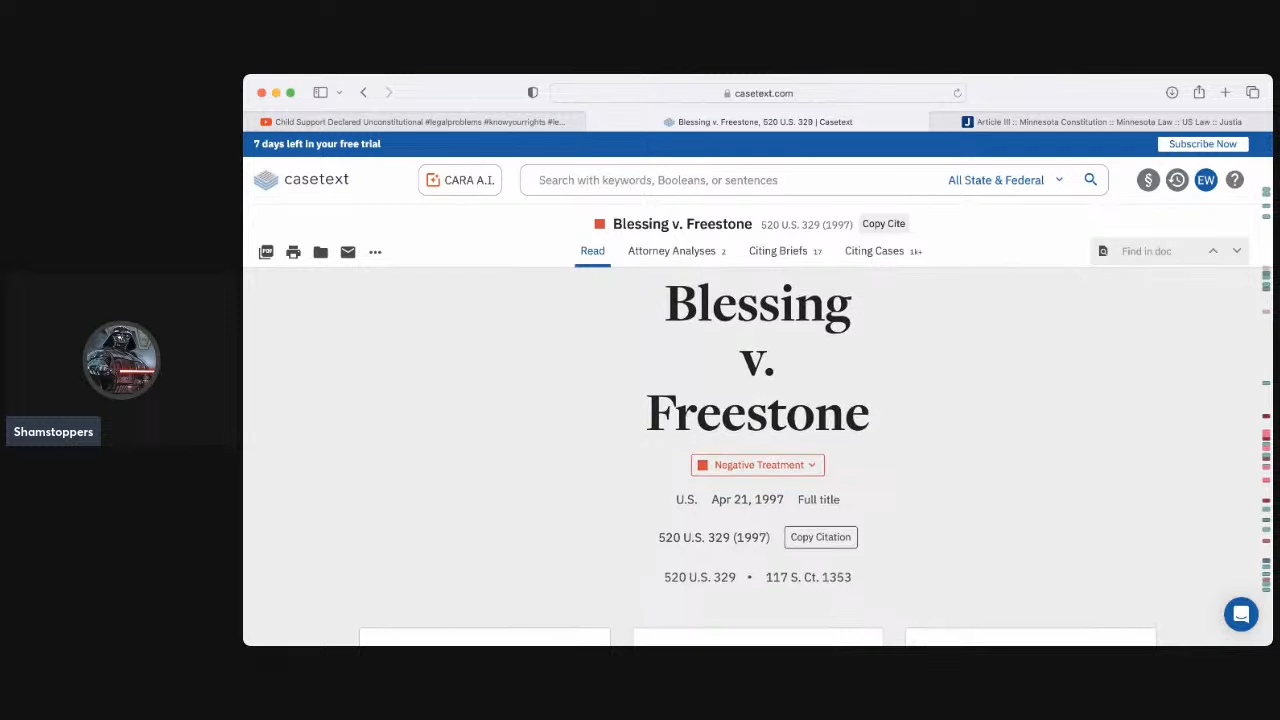 casetext.com
Child Support Declared Unconstitutional #legalproblems #knowyourrights #le...
Blessing v. Freestone, 520 U.S. 329 | Casetext
Article III :: Minnesota Constitution :: Minnesota Law :: US Law :: Justia
7 days left in your free trial
Subscribe Now
casetext
CARA A.I.
Search with keywords, Booleans, or sentences
All State & Federal
§
EW
?
Blessing v. Freestone 520 U.S. 329 (1997) Copy Cite
PDF
Read
Attorney Analyses 2
Citing Briefs 17
Citing Cases 1k+
Find in doc
Blessing
v.
Freestone
Negative Treatment
U.S. Apr 21, 1997 Full title
520 U.S. 329 (1997) Copy Citation
520 U.S. 329 • 117 S. Ct. 1353
Shamstoppers